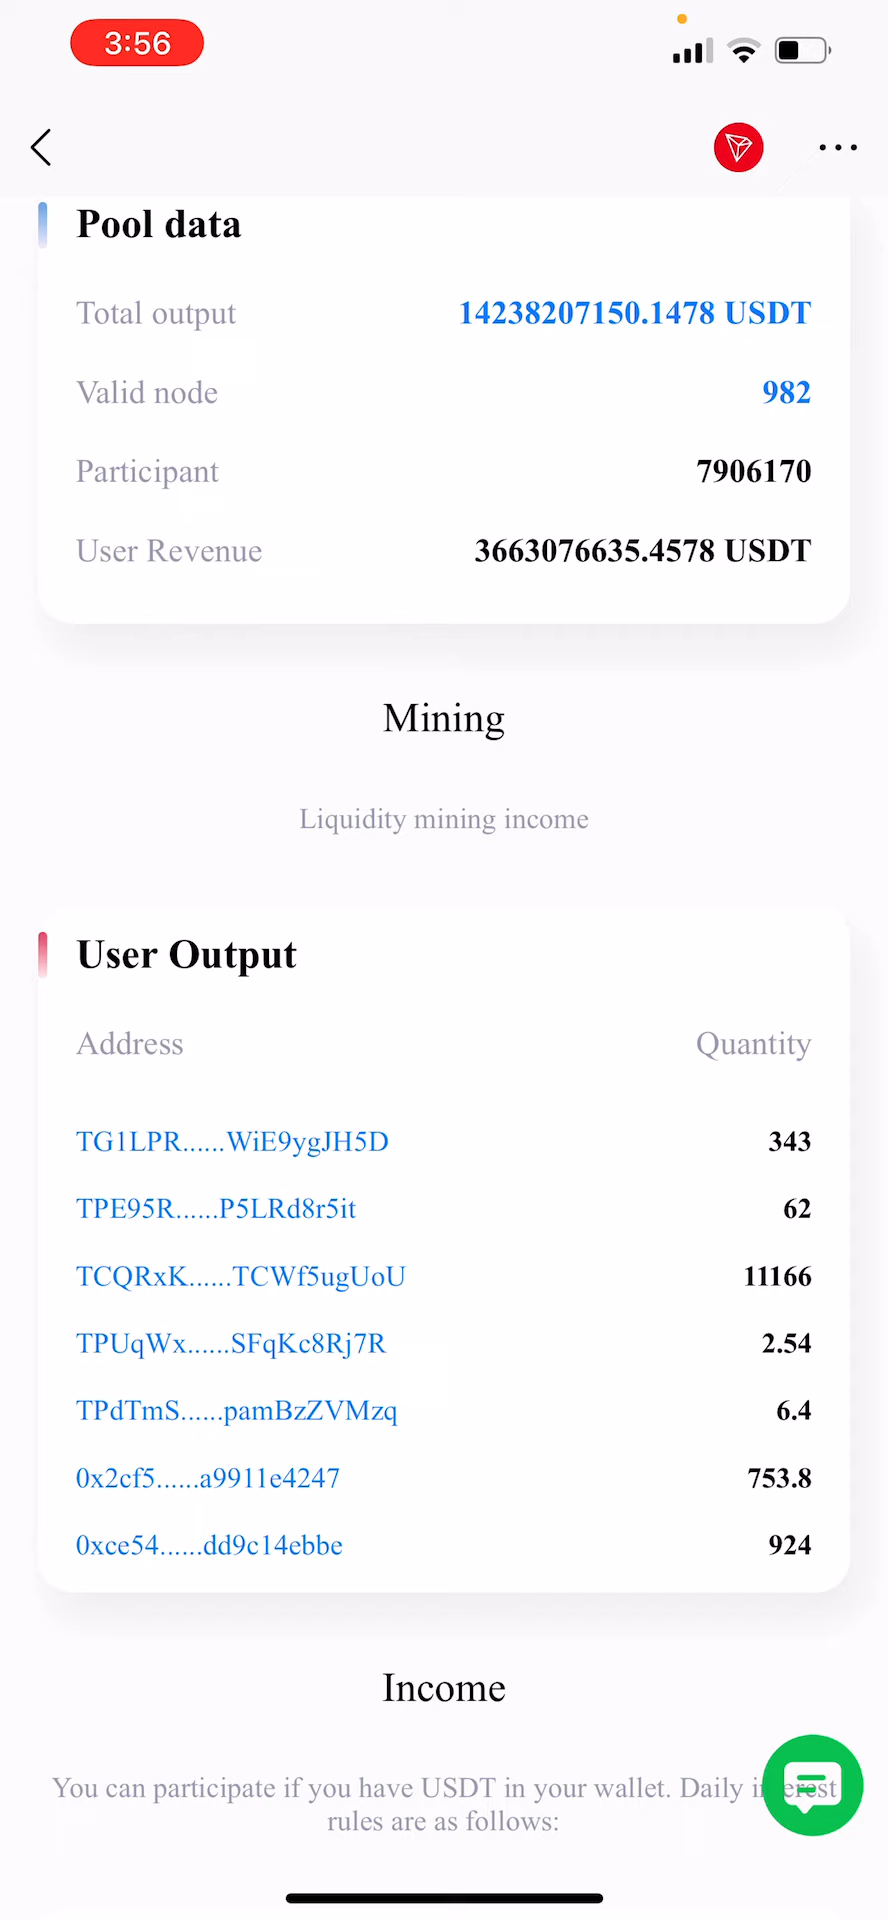 3:56
Pool data
Total output 14238207150.1478 USDT
Valid node 982
Participant 7906170
User Revenue 3663076635.4578 USDT
Mining
Liquidity mining income
User Output
Address Quantity
TG1LPR......WiE9ygJH5D 343
TPE95R......P5LRd8r5it 62
TCQRxK......TCWf5ugUoU 11166
TPUqWx......SFqKc8Rj7R 2.54
TPdTmS......pamBzZVMzq 6.4
0x2cf5......a9911e4247 753.8
0xce54......dd9c14ebbe 924
Income
You can participate if you have USDT in your wallet. Daily interest
rules are as follows: